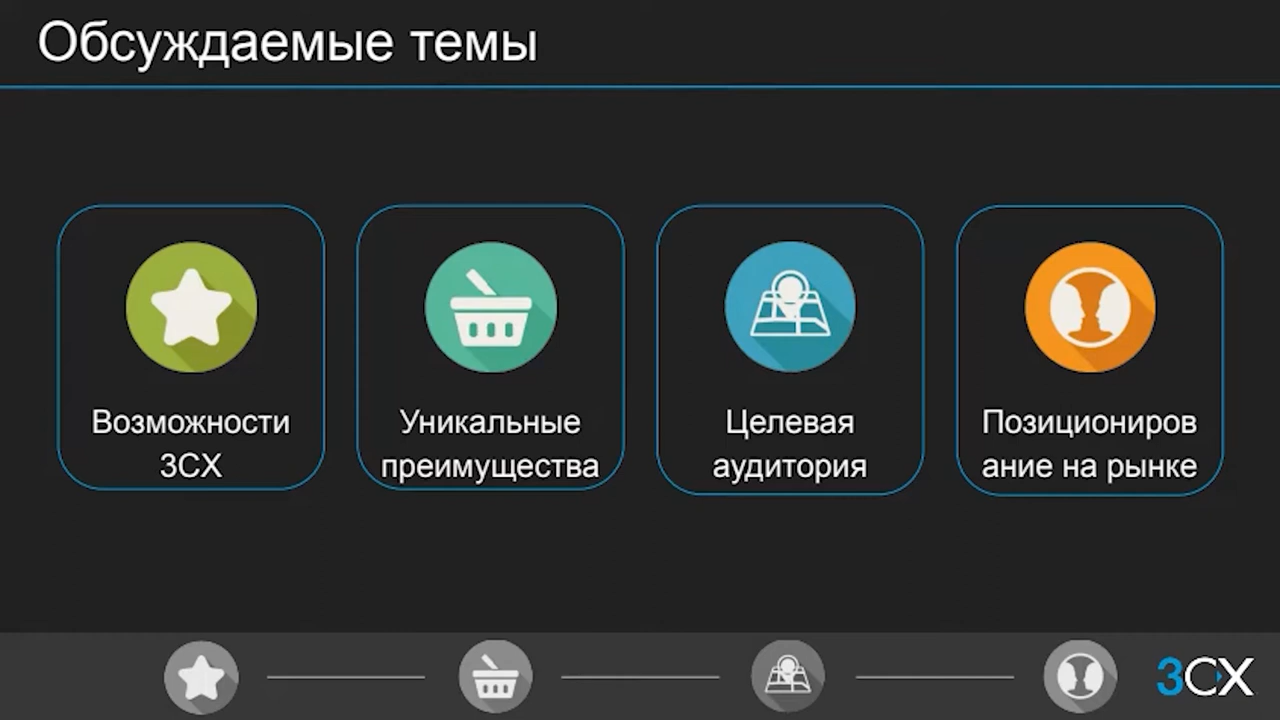 Обсуждаемые темы
Возможности
3CX
Уникальные
преимущества
Целевая
аудитория
Позициониров
ание на рынке
3CX